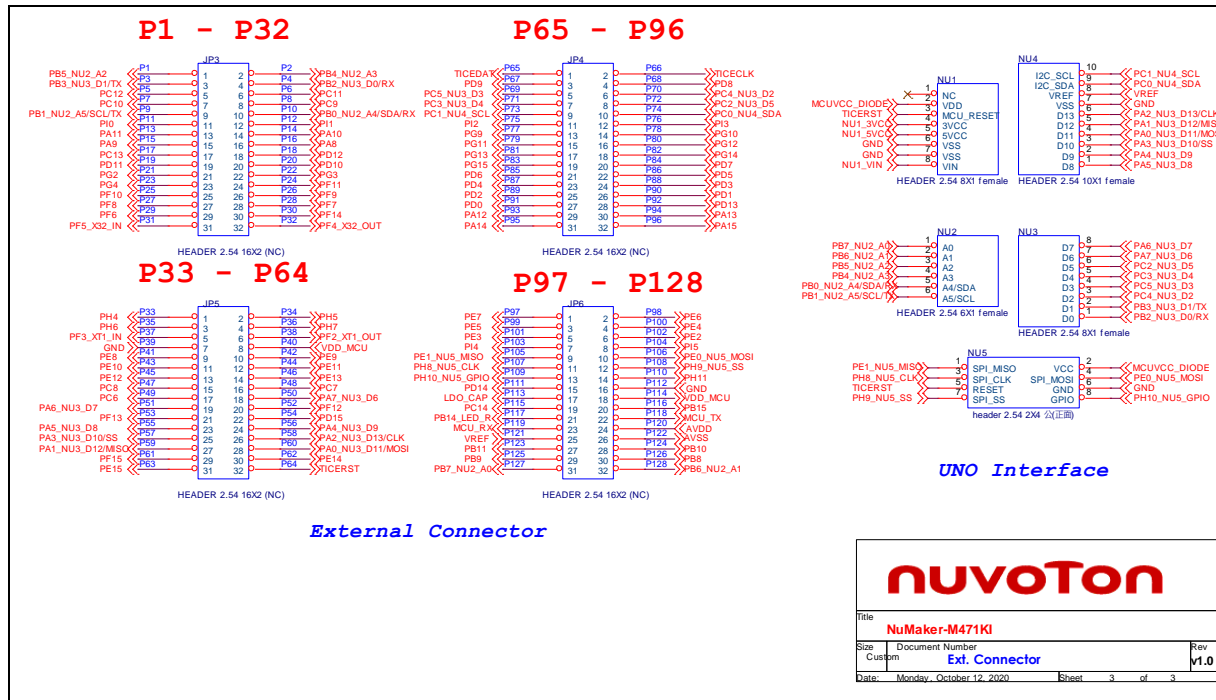 P1 - P32
P65 - P96
JP3
PB5_NU2_A2 P1 1 2 P2 PB4_NU2_A3
PB3_NU3_D1/TX P3 3 4 P4 PB2_NU3_D0/RX
PC12 P5 5 6 P6 PC11
PC10 P7 7 8 P8 PC9
PB1_NU2_A5/SCL/TX P9 9 10 P10 PB0_NU2_A4/SDA/RX
PI0 P11 11 12 P12 PI1
PA11 P13 13 14 P14 PA10
PA9 P15 15 16 P16 PA8
PC13 P17 17 18 P18 PD12
PD11 P19 19 20 P20 PD10
PG2 P21 21 22 P22 PG3
PG4 P23 23 24 P24 PF11
PF10 P25 25 26 P26 PF9
PF8 P27 27 28 P28 PF7
PF6 P29 29 30 P30 PF14
PF5_X32_IN P31 31 32 P32 PF4_X32_OUT
HEADER 2.54 16X2 (NC)
JP4
TICEDAT P65 1 2 P66 TICECLK
PD9 P67 3 4 P68 PD8
PC5_NU3_D3 P69 5 6 P70 PC4_NU3_D2
PC3_NU3_D4 P71 7 8 P72 PC2_NU3_D5
PC1_NU4_SCL P73 9 10 P74 PC0_NU4_SDA
PI2 P75 11 12 P76 PI3
PG9 P77 13 14 P78 PG10
PG11 P79 15 16 P80 PG12
PG13 P81 17 18 P82 PG14
PG15 P83 19 20 P84 PD7
PD6 P85 21 22 P86 PD5
PD4 P87 23 24 P88 PD3
PD2 P89 25 26 P90 PD1
PD0 P91 27 28 P92 PD13
PA12 P93 29 30 P94 PA13
PA14 P95 31 32 P96 PA15
HEADER 2.54 16X2 (NC)
NU1
1 NC
MCUVCC_DIODE 2 VDD
TICERST 3 MCU_RESET
NU1_3VCC 4 3VCC
NU1_5VCC 5 5VCC
GND 6 VSS
GND 7 VSS
NU1_VIN 8 VIN
HEADER 2.54 8X1 female
NU4
I2C_SCL 10 PC1_NU4_SCL
I2C_SDA 9 PC0_NU4_SDA
VREF 8 VREF
VSS 7 GND
D13 6 PA2_NU3_D13/CLK
D12 5 PA1_NU3_D12/MIS
D11 4 PA0_NU3_D11/MOS
D10 3 PA3_NU3_D10/SS
D9 2 PA4_NU3_D9
D8 1 PA5_NU3_D8
HEADER 2.54 10X1 female
P33 - P64
P97 - P128
JP5
PH4 P33 1 2 P34 PH5
PH6 P35 3 4 P36 PH7
PF3_XT1_IN P37 5 6 P38 PF2_XT1_OUT
GND P39 7 8 P40 VDD_MCU
PE8 P41 9 10 P42 PE9
PE10 P43 11 12 P44 PE11
PE12 P45 13 14 P46 PE13
PC8 P47 15 16 P48 PC7
PC6 P49 17 18 P50 PA7_NU3_D6
PA6_NU3_D7 P51 19 20 P52 PF12
PF13 P53 21 22 P54 PD15
PA5_NU3_D8 P55 23 24 P56 PA4_NU3_D9
PA3_NU3_D10/SS P57 25 26 P58 PA2_NU3_D13/CLK
PA1_NU3_D12/MISO P59 27 28 P60 PA0_NU3_D11/MOSI
PF15 P61 29 30 P62 PE14
PE15 P63 31 32 P64 TICERST
HEADER 2.54 16X2 (NC)
JP6
PE7 P97 1 2 P98 PE6
PE5 P99 3 4 P100 PE4
PE3 P101 5 6 P102 PE2
PI4 P103 7 8 P104 PI5
PE1_NU5_MISO P105 9 10 P106 PE0_NU5_MOSI
PH8_NU5_CLK P107 11 12 P108 PH9_NU5_SS
PH10_NU5_GPIO P109 13 14 P110 PH11
PD14 P111 15 16 P112 GND
LDO_CAP P113 17 18 P114 VDD_MCU
PC14 P115 19 20 P116 PB15
PB14_LED_R P117 21 22 P118 MCU_TX
MCU_RX P119 23 24 P120 AVDD
VREF P121 25 26 P122 AVSS
PB11 P123 27 28 P124 PB10
PB9 P125 29 30 P126 PB8
PB7_NU2_A0 P127 31 32 P128 PB6_NU2_A1
HEADER 2.54 16X2 (NC)
NU2
PB7_NU2_A0 1 A0
PB6_NU2_A1 2 A1
PB5_NU2_A2 3 A2
PB4_NU2_A3 4 A3
PB0_NU2_A4/SDA/RX 5 A4/SDA
PB1_NU2_A5/SCL/TX 6 A5/SCL
HEADER 2.54 6X1 female
NU3
D7 8 PA6_NU3_D7
D6 7 PA7_NU3_D6
D5 6 PC2_NU3_D5
D4 5 PC3_NU3_D4
D3 4 PC5_NU3_D3
D2 3 PC4_NU3_D2
D1 2 PB3_NU3_D1/TX
D0 1 PB2_NU3_D0/RX
HEADER 2.54 8X1 female
NU5
PE1_NU5_MISO 1 SPI_MISO VCC 2 MCUVCC_DIODE
PH8_NU5_CLK 3 SPI_CLK SPI_MOSI 4 PE0_NU5_MOSI
TICERST 5 RESET GND 6 GND
PH9_NU5_SS 7 SPI_SS GPIO 8 PH10_NU5_GPIO
header 2.54 2X4 公(正面)
UNO Interface
External Connector
nuvoTon
Title
NuMaker-M471KI
Size Document Number Rev
Custom Ext. Connector v1.0
Date: Monday, October 12, 2020 Sheet 3 of 3